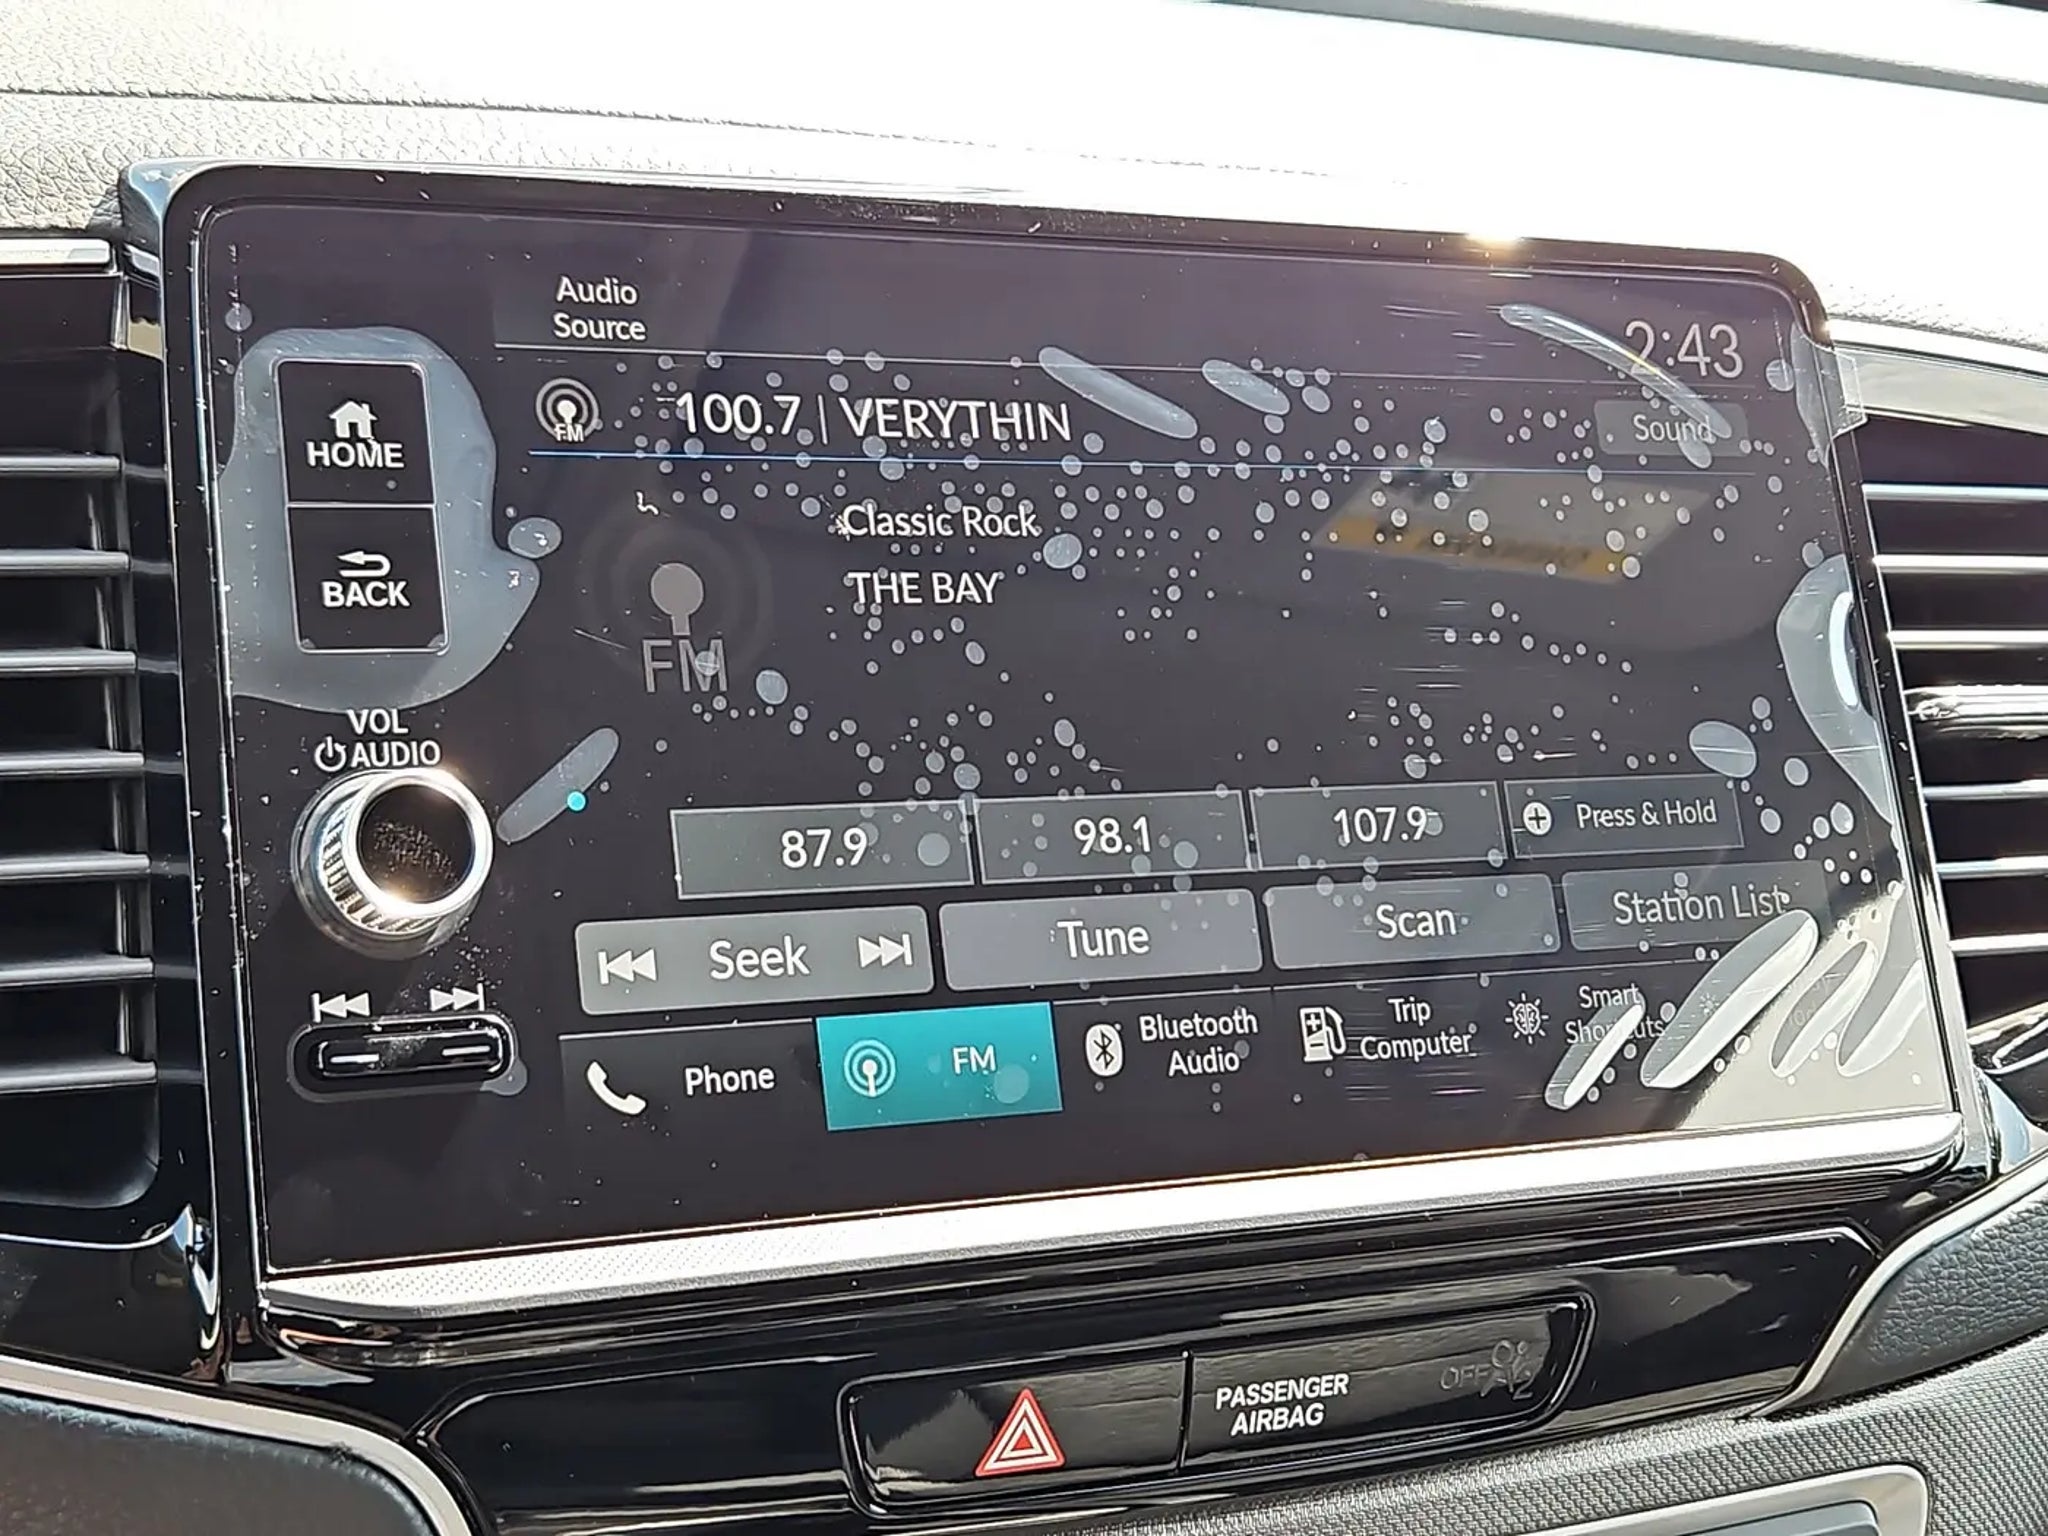 Audio
Source
2:43
FM
100.7 | VERYTHIN
Sound
HOME
BACK
Classic Rock
THE BAY
FM
VOL
AUDIO
87.9
98.1
107.9
Press & Hold
Seek
Tune
Scan
Station List
Phone
FM
Bluetooth
Audio
Trip
Computer
Smart
Shortcuts
PASSENGER
AIRBAG
OFF